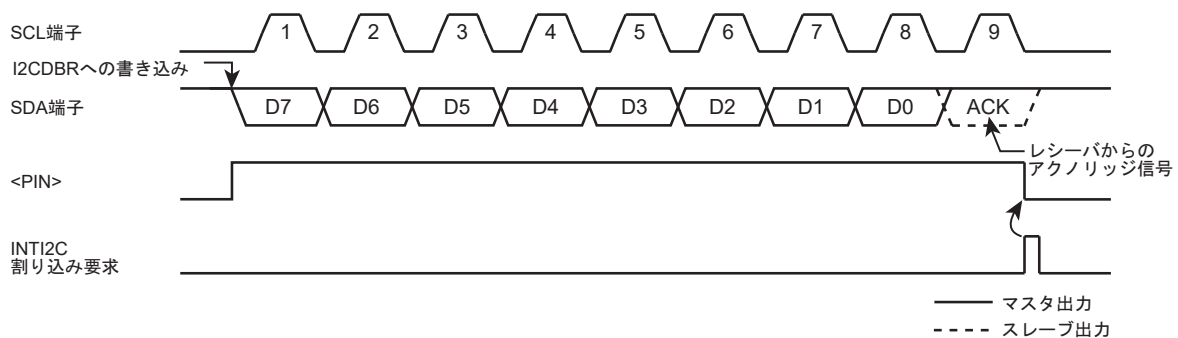 SCL端子
1 2 3 4 5 6 7 8 9
I2CDBRへの書き込み
SDA端子
D7 D6 D5 D4 D3 D2 D1 D0 ACK
レシーバからの
アクノリッジ信号
<PIN>
INTI2C
割り込み要求
マスタ出力
スレーブ出力